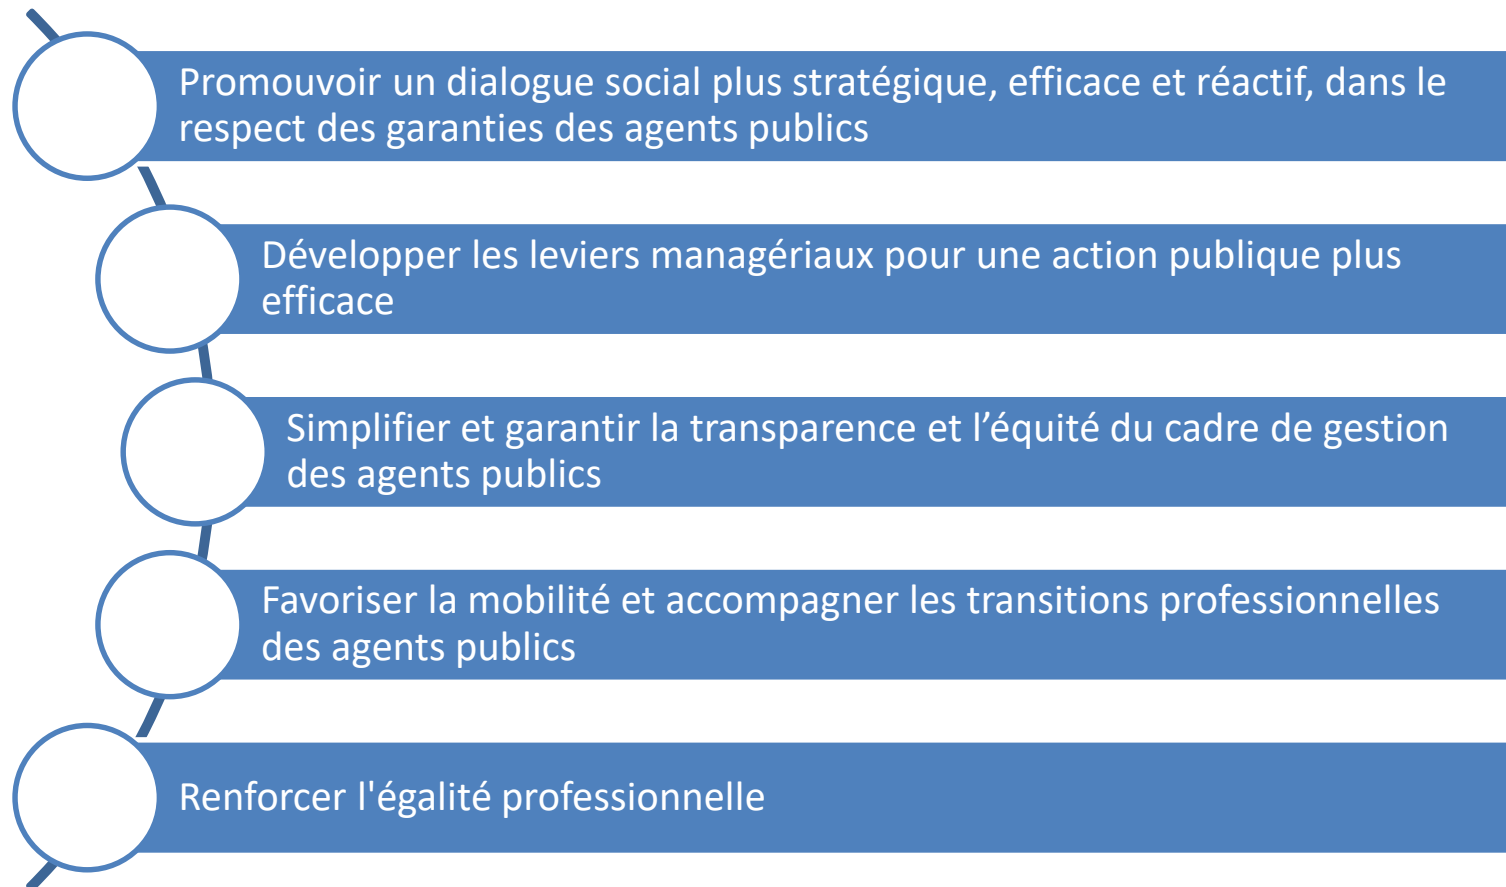 Promouvoir un dialogue social plus stratégique, efficace et réactif, dans le
respect des garanties des agents publics
Développer les leviers managériaux pour une action publique plus
efficace
Simplifier et garantir la transparence et l’équité du cadre de gestion
des agents publics
Favoriser la mobilité et accompagner les transitions professionnelles
des agents publics
Renforcer l'égalité professionnelle